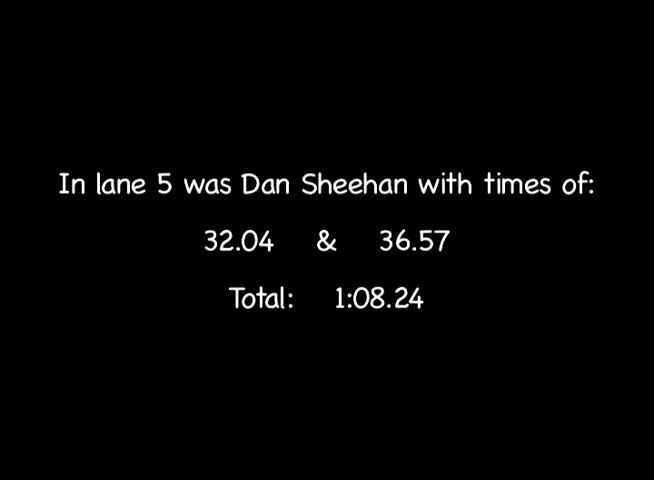 In lane 5 was Dan Sheehan with times of:
32.04 & 36.57
Total: 1:08.24